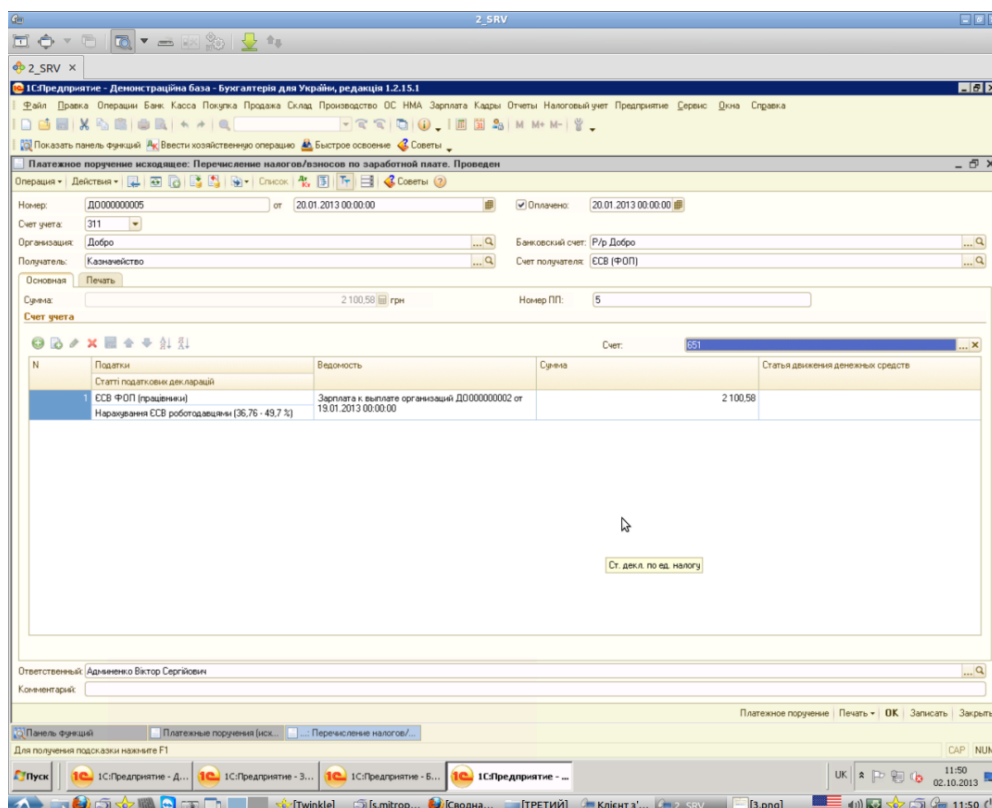 2_SRV
2_SRV ×
1С:Предприятие - Демонстраційна база - Бухгалтерія для України, редакція 1.2.15.1
Файл Правка Операции Банк Касса Покупка Продажа Склад Производство ОС НМА Зарплата Кадры Отчеты Налоговый учет Предприятие Сервис Окна Справка
M M+ M-
Показать панель функций Ввести хозяйственную операцию Быстрое освоение Советы
Платежное поручение исходящее: Перечисление налогов/взносов по заработной плате. Проведен
Операция Действия Список Советы
Номер: Д0000000005 от 20.01.2013 00:00:00 Оплачено: 20.01.2013 00:00:00
Счет учета: 311
Организация: Добро ... Банковский счет: Р/р Добро ...
Получатель: Казначейство ... Счет получателя: ЄСВ (ФОП) ...
Основная Печать
Сумма: 2 100,58 грн Номер ПП: 5
Счет учета
Счет: 651 ... ×
N Податки Ведомость Сумма Статья движения денежных средств
Статті податкових декларацій
1 ЄСВ ФОП (працівники) Зарплата к выплате организаций Д0000000002 от 19.01.2013 00:00:00 2 100,58
Нарахування ЄСВ роботодавцями (36,76 - 49,7 %)
Ст. декл. по ед. налогу
Ответственный: Админенко Віктор Сергійович ...
Комментарий:
Платежное поручение Печать OK Записать Закрыть
Панель функций Платежные поручения (исх... ...: Перечисление налогов/...
Для получения подсказки нажмите F1 CAP NUM
Пуск 1С:Предприятие - Д... 1С:Предприятие - З... 1С:Предприятие - Б... 1С:Предприятие - ... UK 11:50
02.10.2013
[Twinkle] [s.mitrop... [Сводна... [ТРЕТИЙ] Клієнт з'... 2_SRV [3.png] 11:50